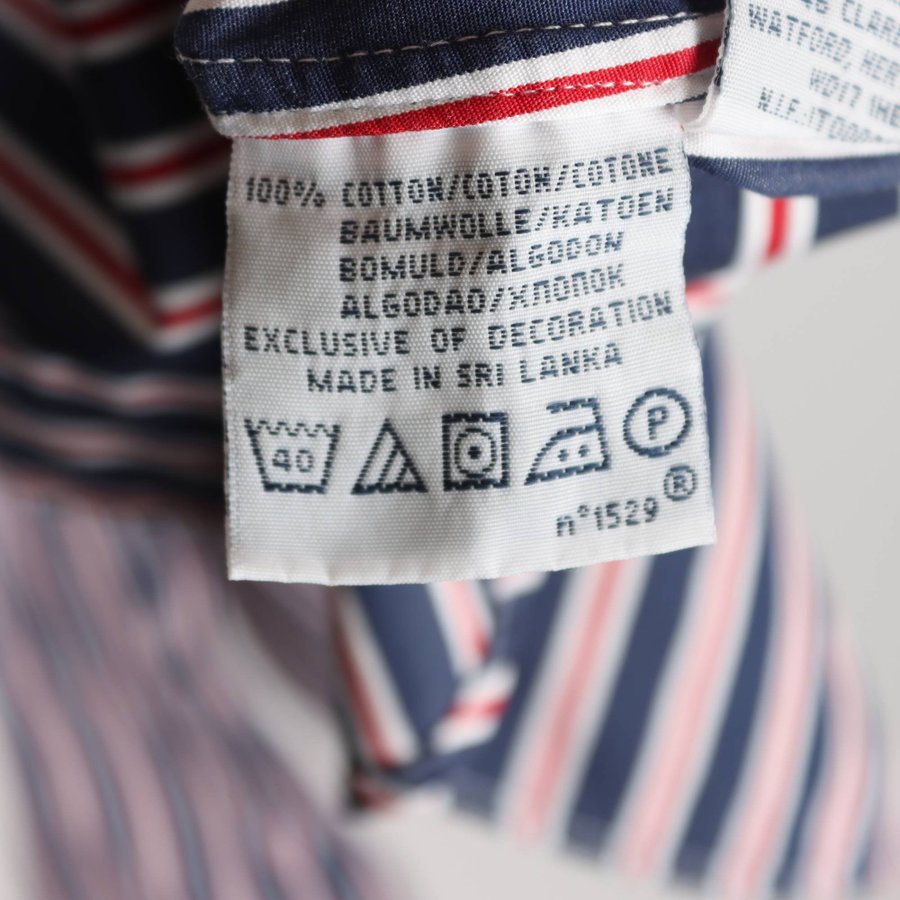 100% COTTON/COTON/COTONE
BAUMWOLLE/KATOEN
BOMULD/ALGODON
ALGODAO/ХЛОПОК
EXCLUSIVE OF DECORATION
MADE IN SRI LANKA
40
P
n°1529®
WATFORD,
WD17
N.I.F.: